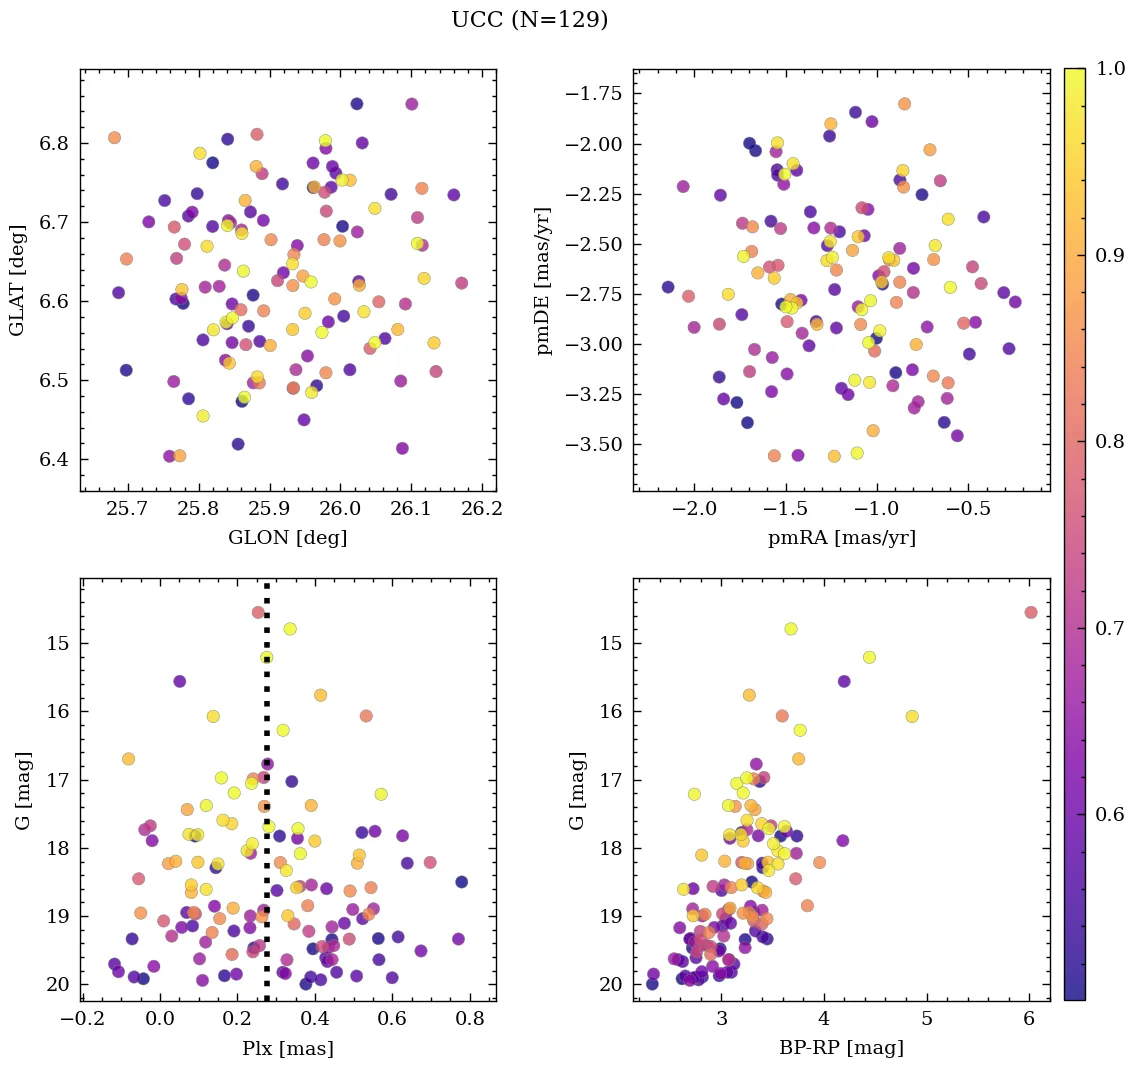 UCC (N=129)
6.8
6.7
6.6
6.5
6.4
GLAT [deg]
25.7 25.8 25.9 26.0 26.1 26.2
GLON [deg]
−1.75
−2.00
−2.25
−2.50
−2.75
−3.00
−3.25
−3.50
pmDE [mas/yr]
−2.0 −1.5 −1.0 −0.5
pmRA [mas/yr]
1.0
0.9
0.8
0.7
0.6
15
16
17
18
19
20
G [mag]
−0.2 0.0 0.2 0.4 0.6 0.8
Plx [mas]
15
16
17
18
19
20
G [mag]
3 4 5 6
BP-RP [mag]